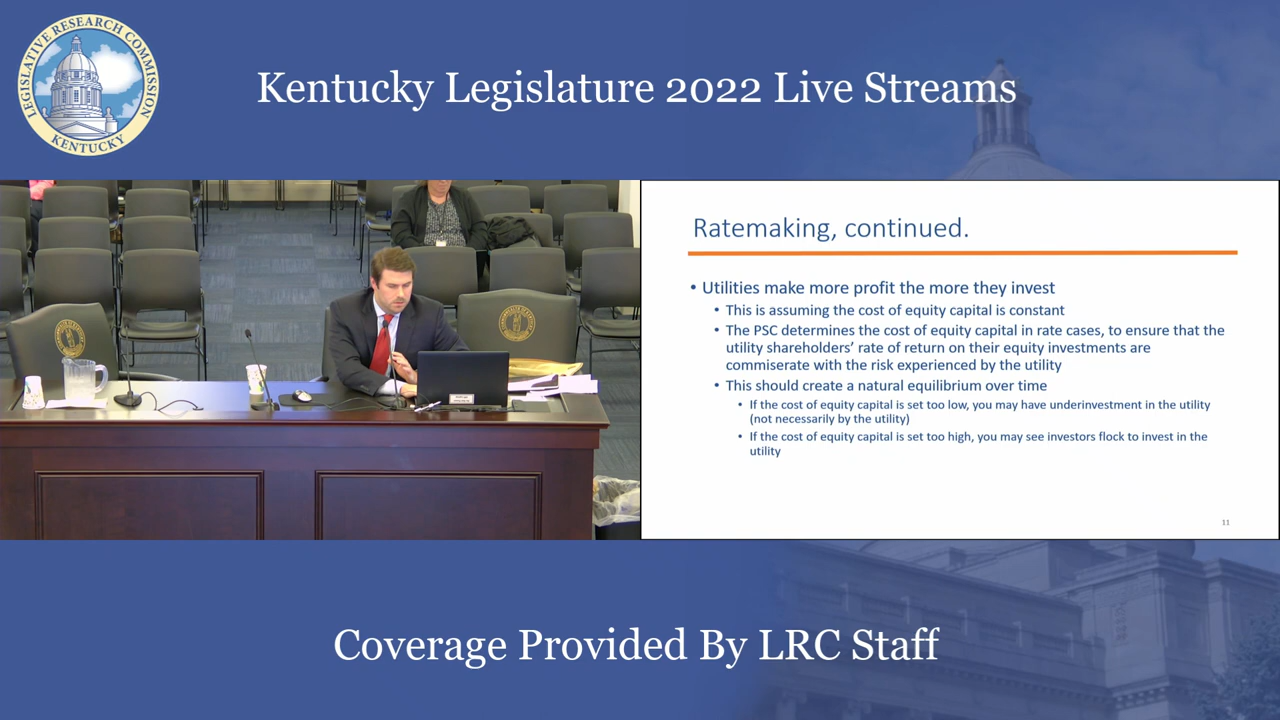 LEGISLATIVE RESEARCH COMMISSION
KENTUCKY
Kentucky Legislature 2022 Live Streams
Ratemaking, continued.
• Utilities make more profit the more they invest
• This is assuming the cost of equity capital is constant
• The PSC determines the cost of equity capital in rate cases, to ensure that the
utility shareholders’ rate of return on their equity investments are
commiserate with the risk experienced by the utility
• This should create a natural equilibrium over time
• If the cost of equity capital is set too low, you may have underinvestment in the utility
(not necessarily by the utility)
• If the cost of equity capital is set too high, you may see investors flock to invest in the
utility
11
Coverage Provided By LRC Staff